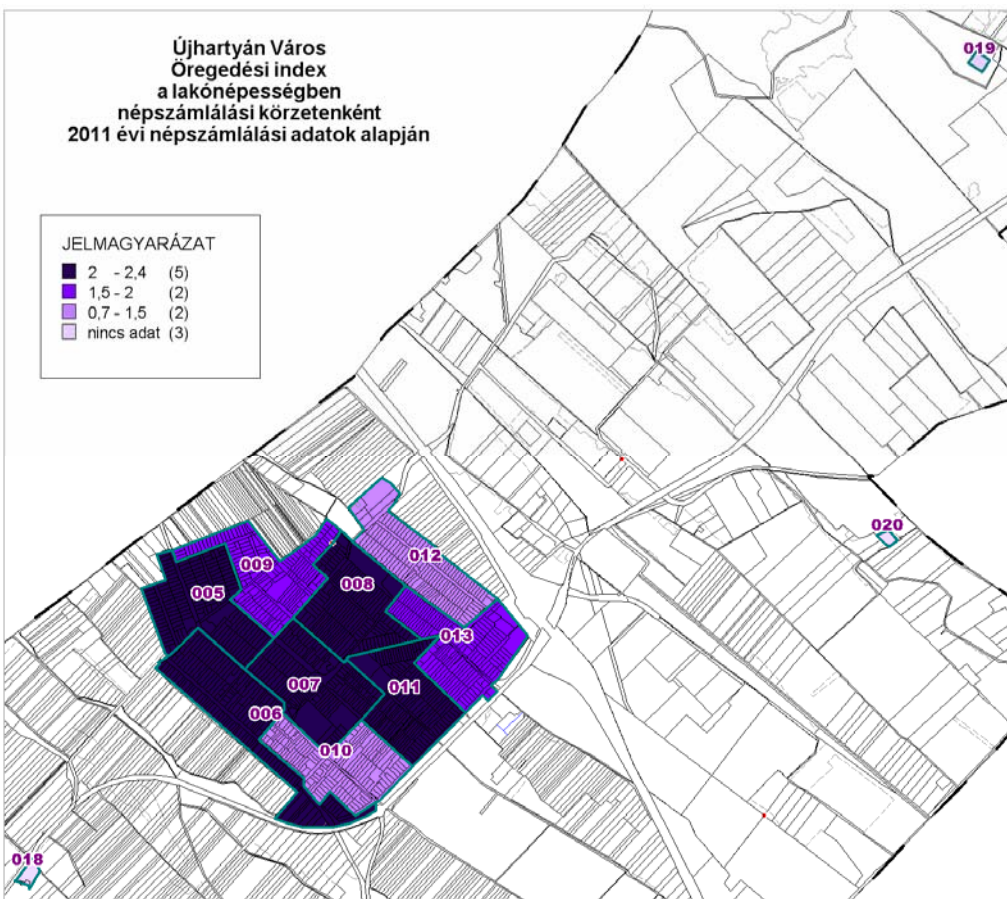 Újhartyán Város
Öregedési index
a lakónépességben
népszámlálási körzetenként
2011 évi népszámlálási adatok alapján
JELMAGYARÁZAT
2 - 2,4 (5)
1,5 - 2 (2)
0,7 - 1,5 (2)
nincs adat (3)
019
020
012
009
008
005
013
007
011
006
010
018